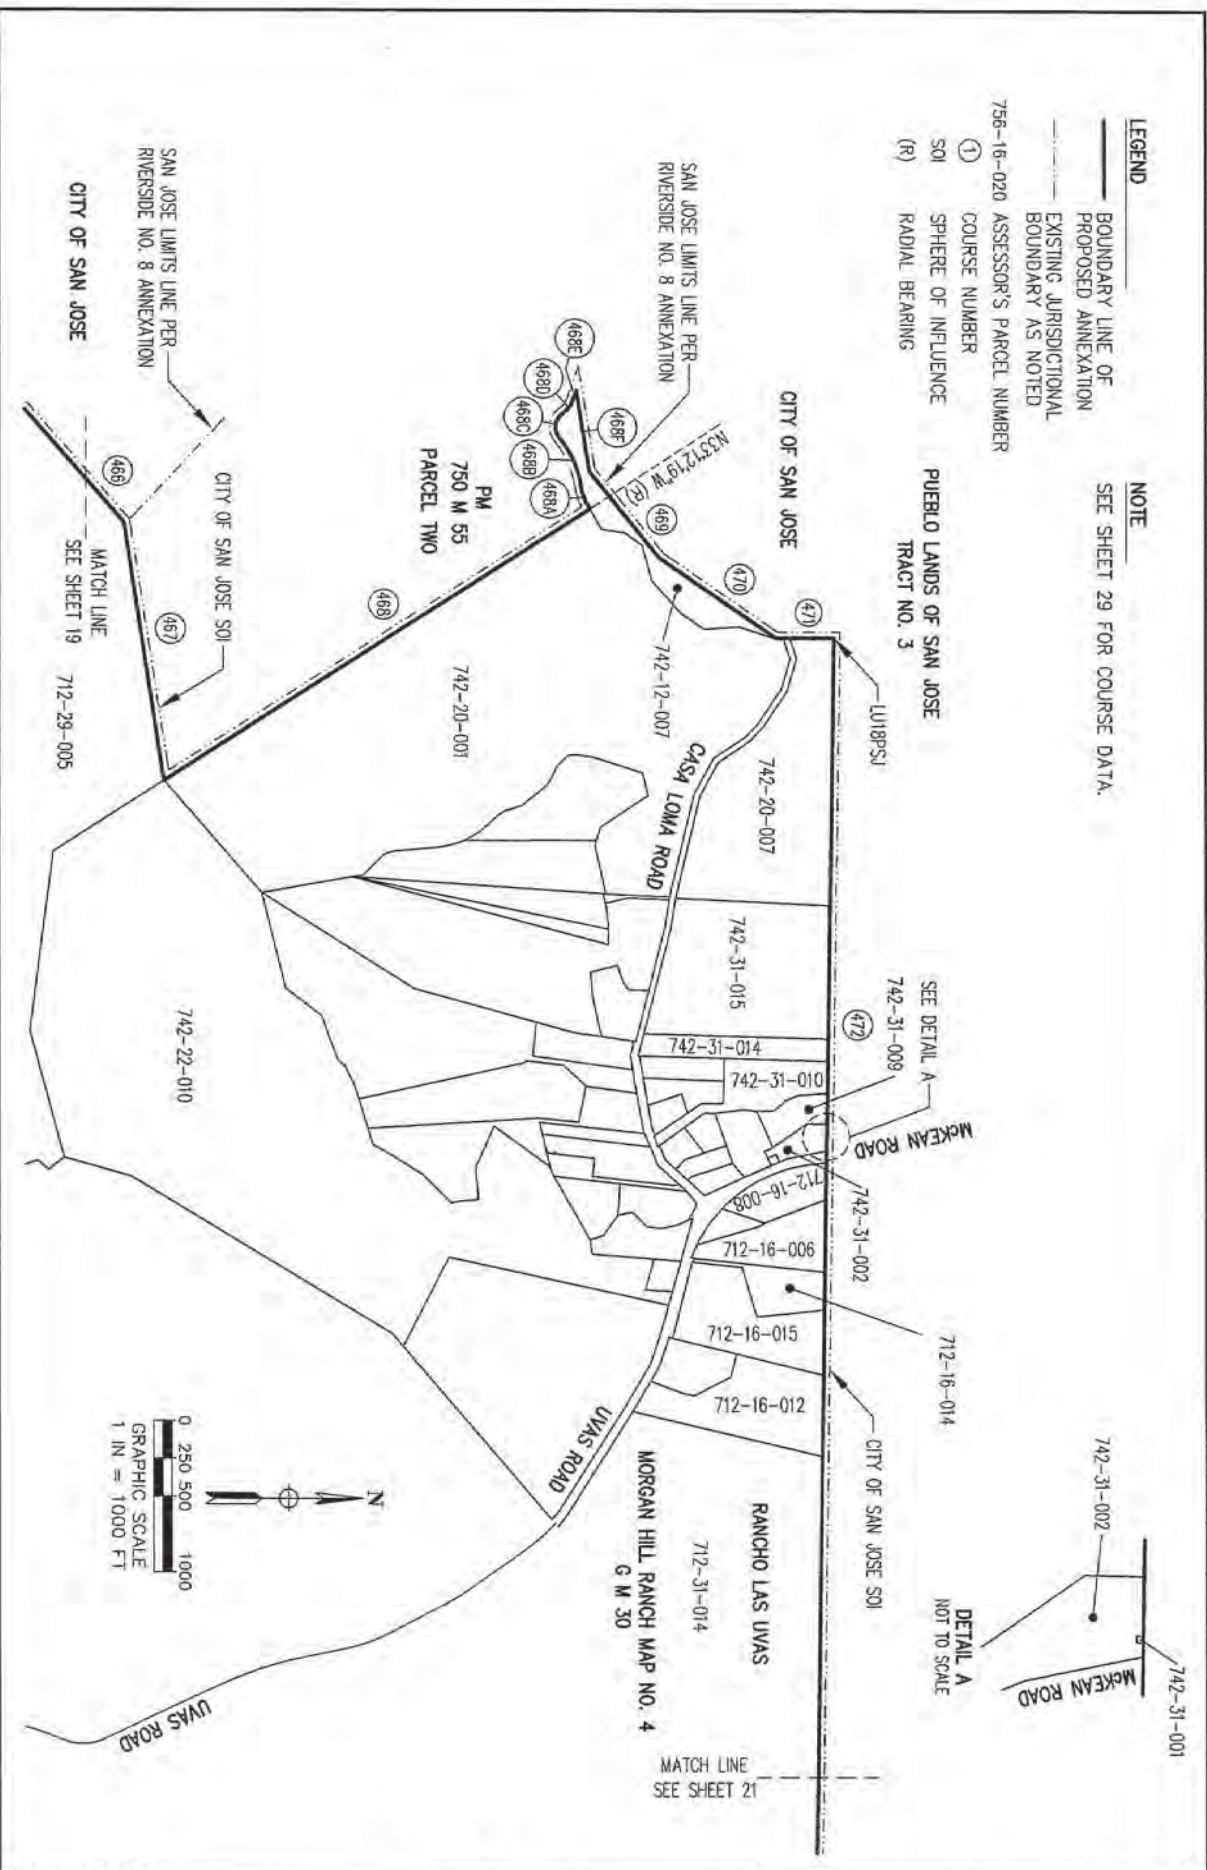 LEGEND
BOUNDARY LINE OF
PROPOSED ANNEXATION
EXISTING JURISDICTIONAL
BOUNDARY AS NOTED
756-16-020 ASSESSOR'S PARCEL NUMBER
1 COURSE NUMBER
SOI SPHERE OF INFLUENCE
(R) RADIAL BEARING
NOTE
SEE SHEET 29 FOR COURSE DATA.
PUEBLO LANDS OF SAN JOSE
TRACT NO. 3
CITY OF SAN JOSE
SAN JOSE LIMITS LINE PER
RIVERSIDE NO. 8 ANNEXATION
N33°12'19"W
(R)
LU18PSJ
471
470
469
468F
468E
468D
468C
468B
468A
PM
750 M 55
PARCEL TWO
468
SAN JOSE LIMITS LINE PER
RIVERSIDE NO. 8 ANNEXATION
CITY OF SAN JOSE
466
467
CITY OF SAN JOSE SOI
MATCH LINE
SEE SHEET 19
712-29-005
742-12-007
742-20-001
742-20-007
CASA LOMA ROAD
742-31-015
472
SEE DETAIL A
742-31-009
742-31-014
742-31-010
McKEAN ROAD
742-31-002
712-16-008
712-16-006
712-16-014
712-16-015
712-16-012
742-22-010
CITY OF SAN JOSE SOI
RANCHO LAS UVAS
712-31-014
MORGAN HILL RANCH MAP NO. 4
G M 30
UVAS ROAD
UVAS ROAD
MATCH LINE
SEE SHEET 21
742-31-002
742-31-001
McKEAN ROAD
DETAIL A
NOT TO SCALE
N
0 250 500 1000
GRAPHIC SCALE
1 IN = 1000 FT